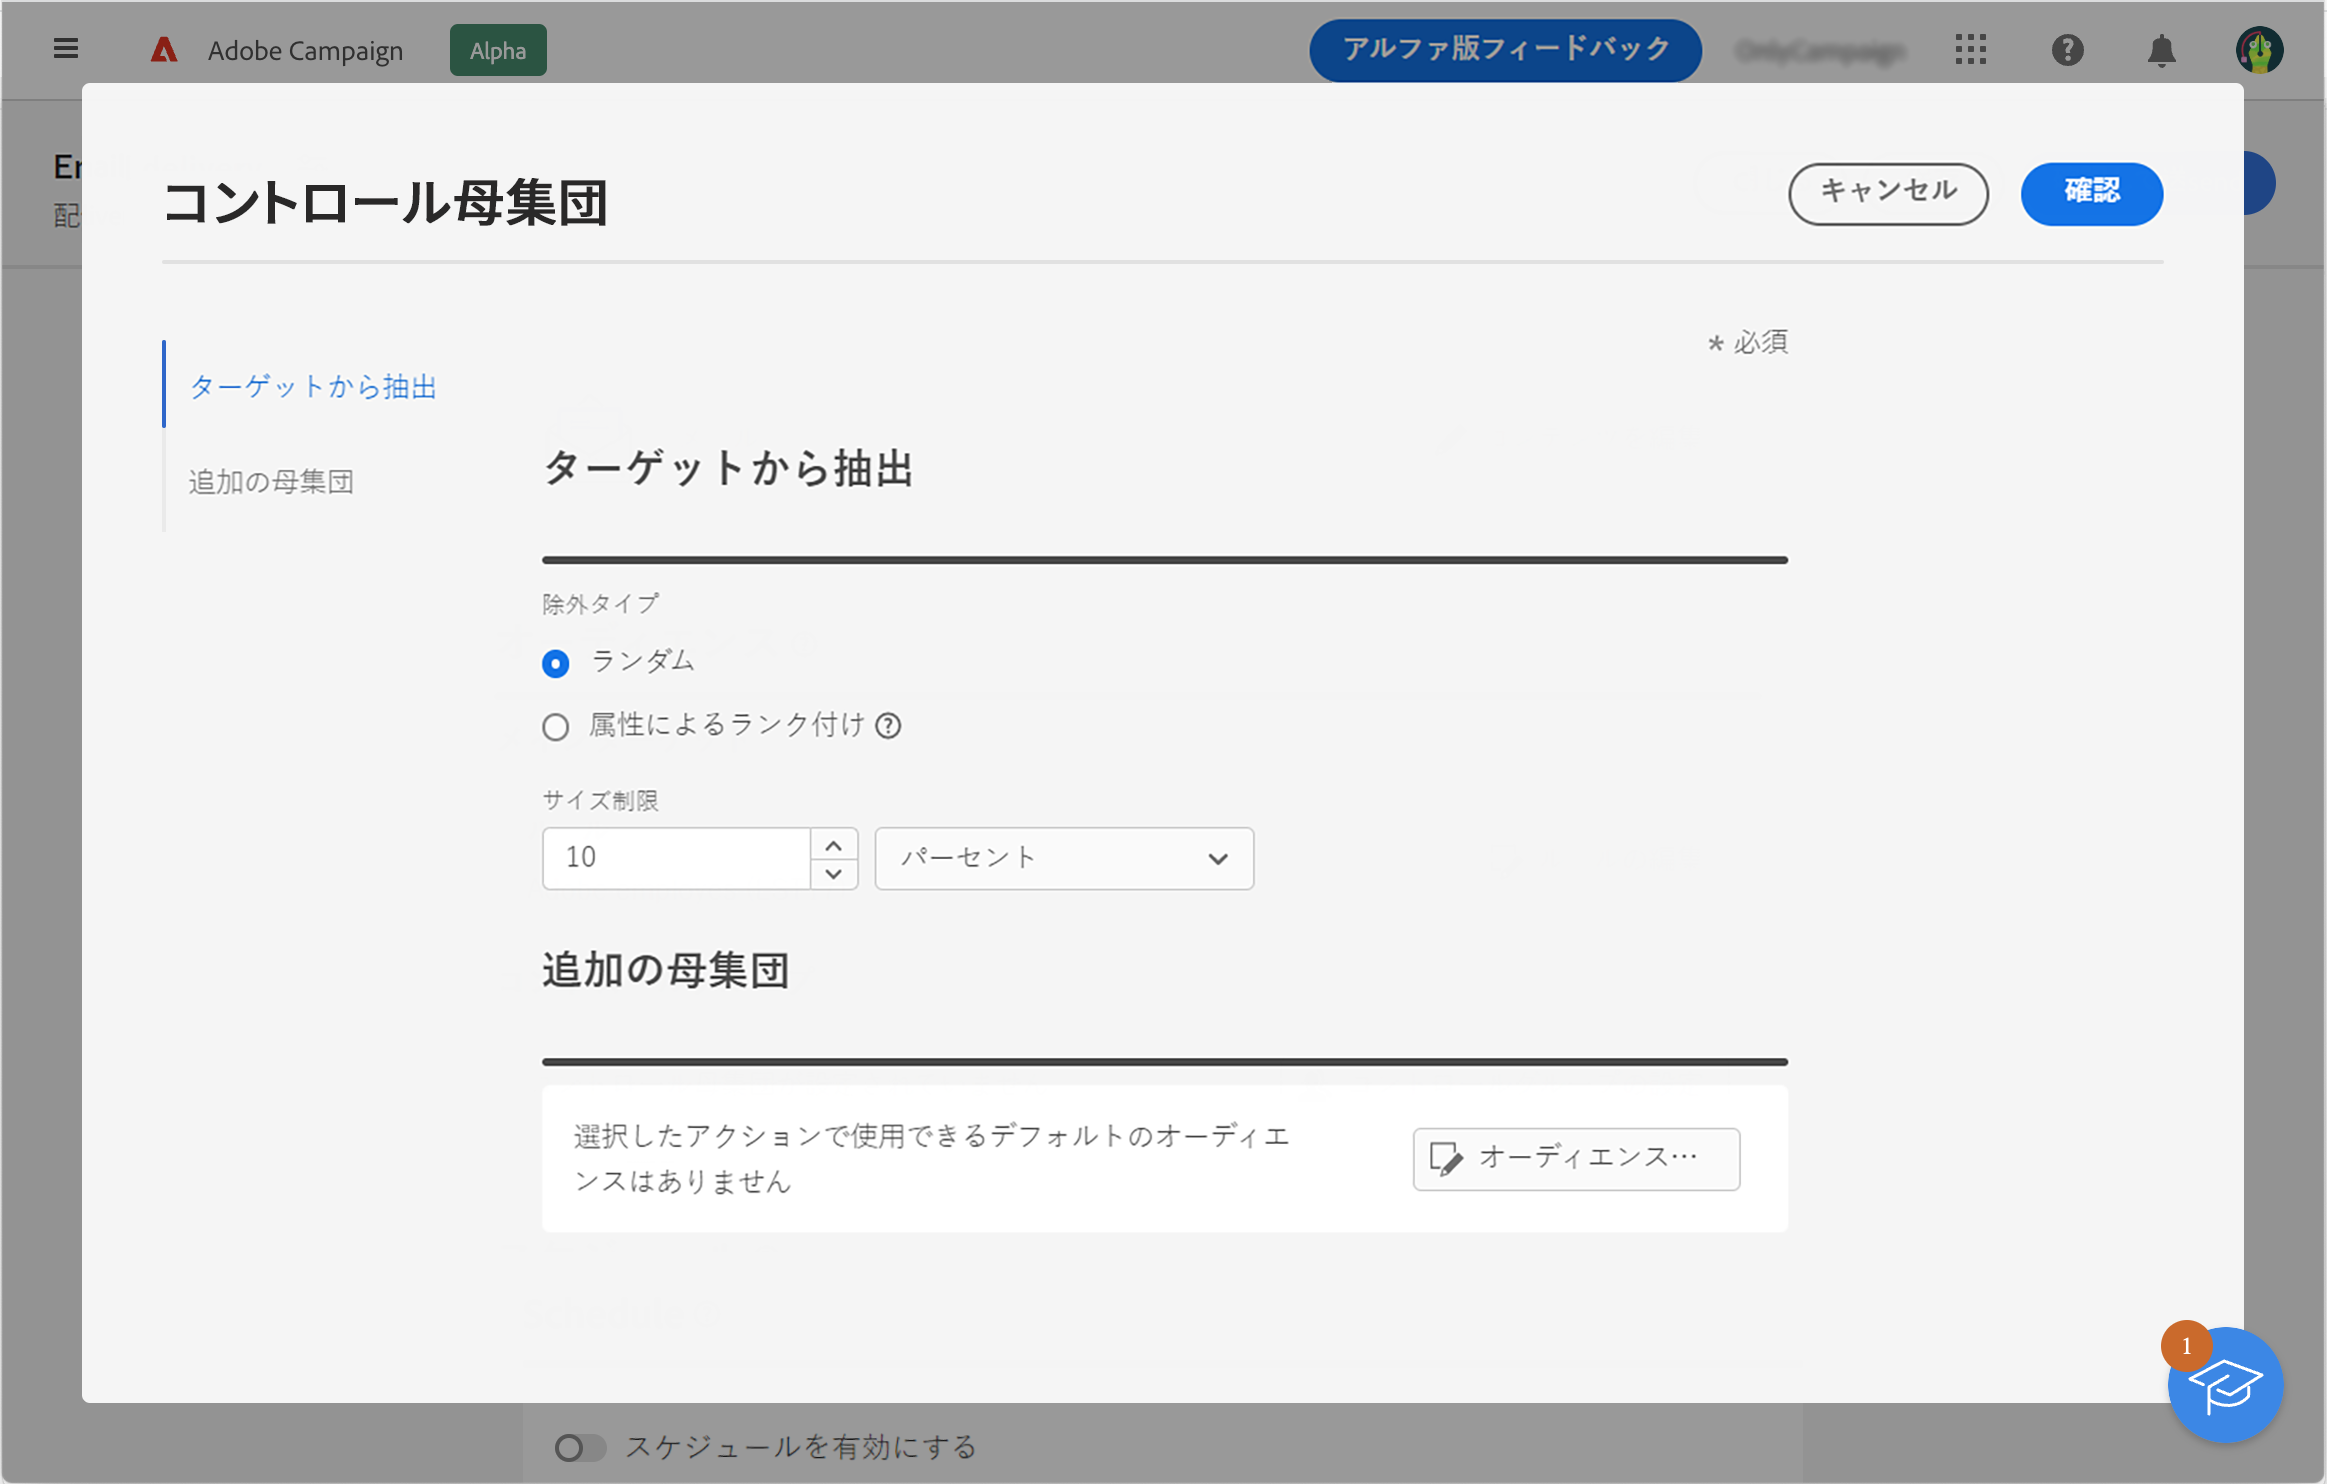 Adobe Campaign
Alpha
アルファ版フィードバック
コントロール母集団
キャンセル
確認
* 必須
ターゲットから抽出
追加の母集団
ターゲットから抽出
除外タイプ
ランダム
属性によるランク付け
サイズ制限
10
パーセント
追加の母集団
選択したアクションで使用できるデフォルトのオーディエ
ンスはありません
オーディエンス…
1
スケジュールを有効にする